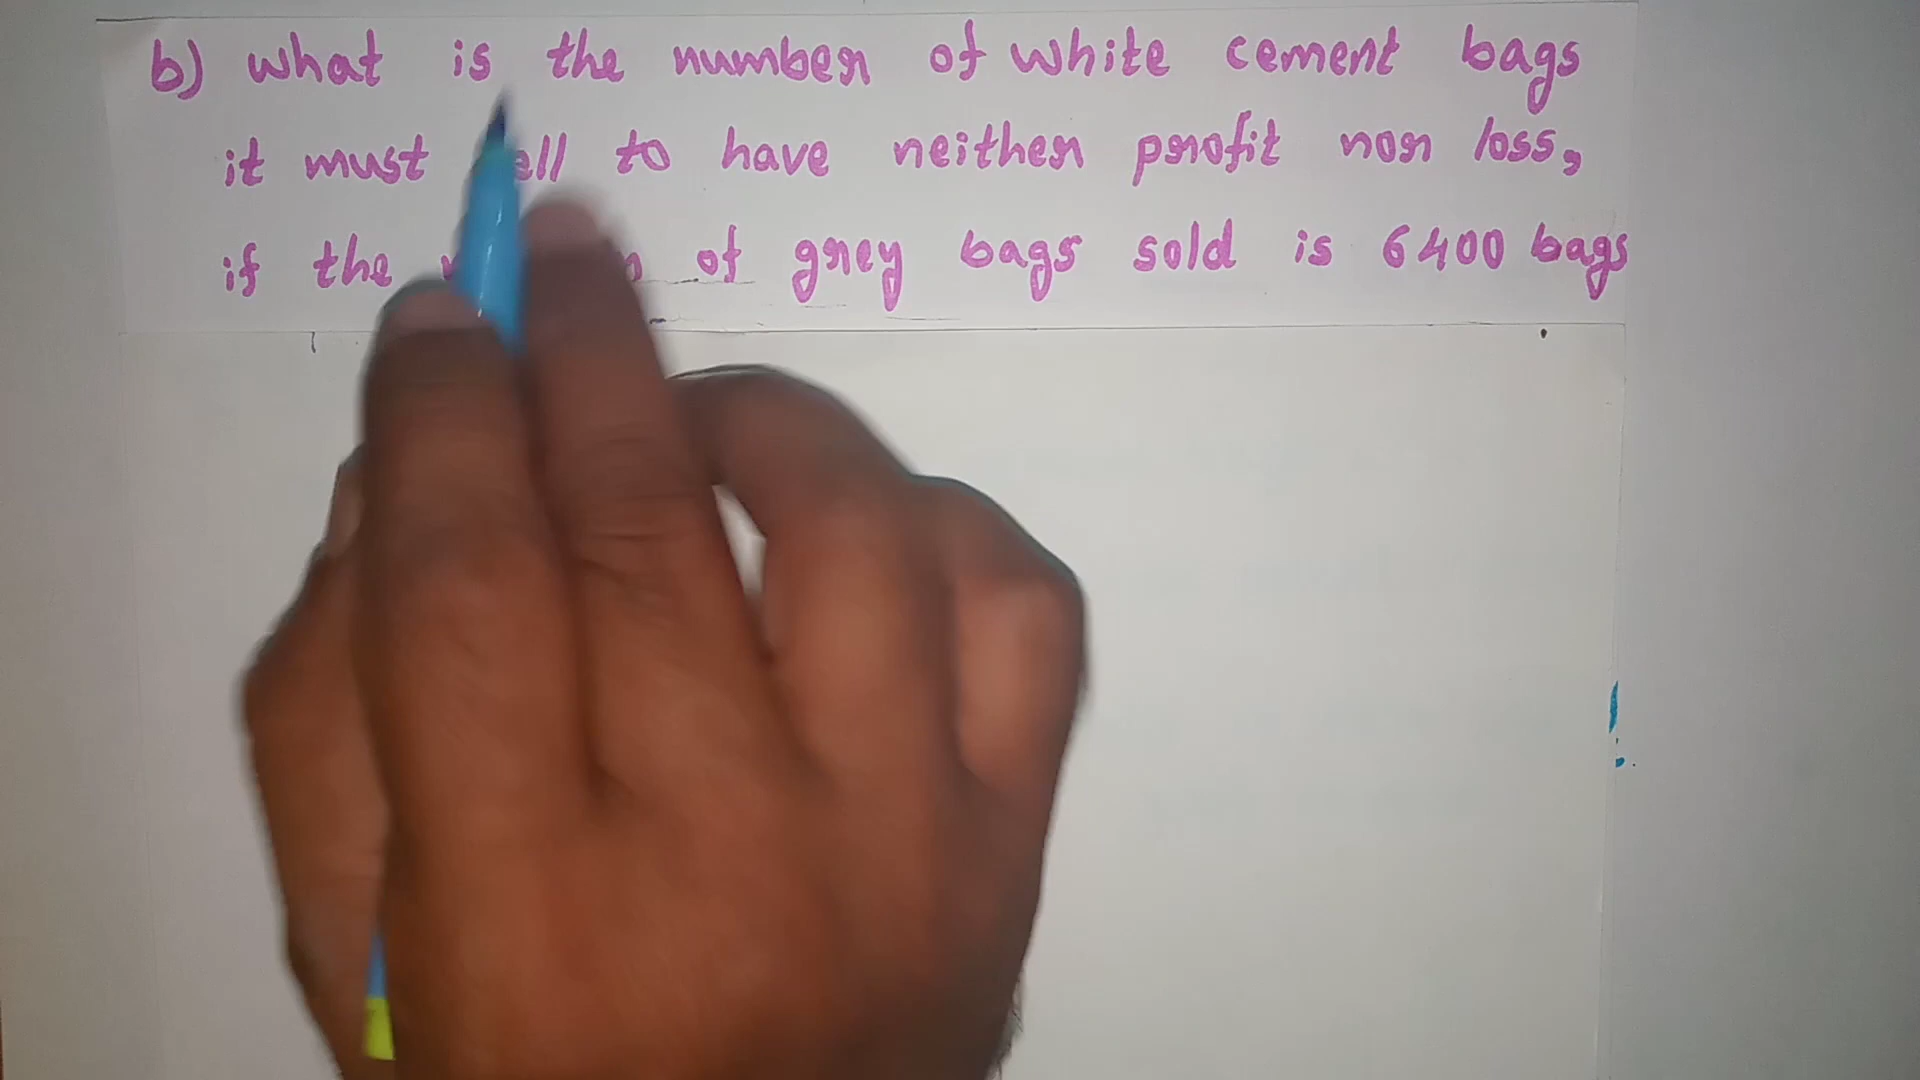 b) what is the number of white cement bags
it must ell to have neither profit nor loss,
if the of grey bags sold is 6400 bags